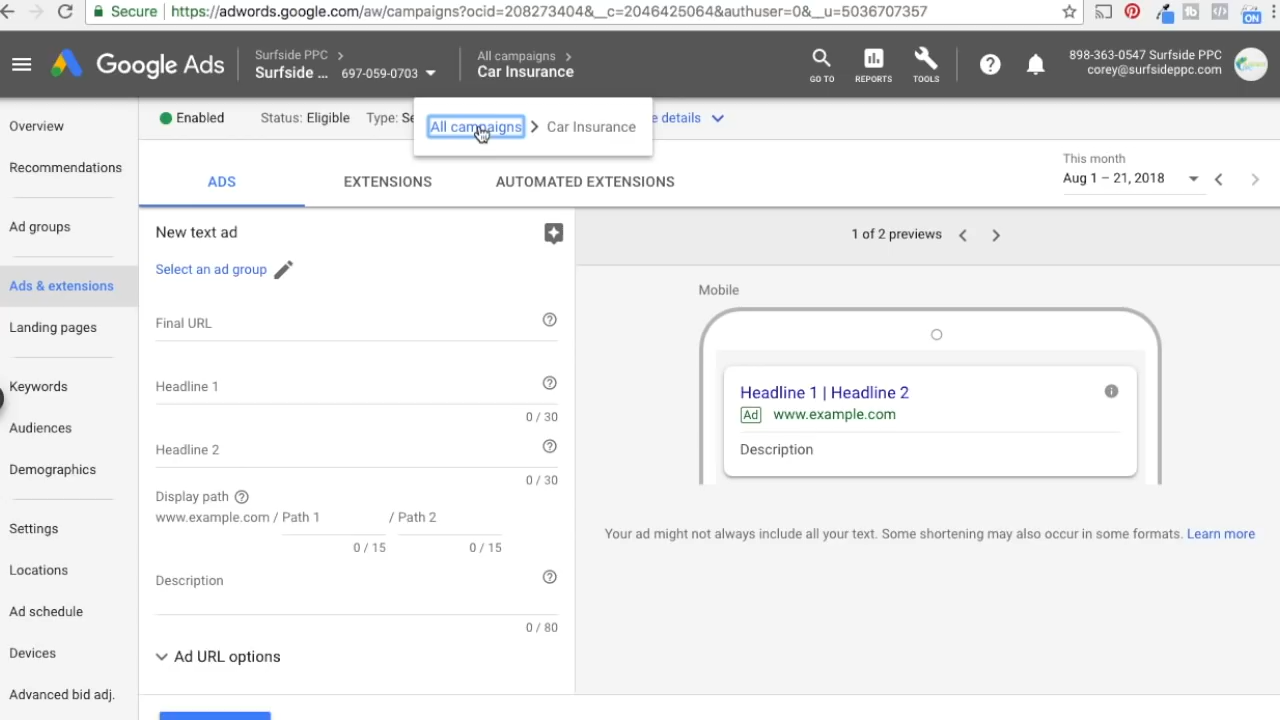 Secure
https://adwords.google.com/aw/campaigns?ocid=208273404&__c=2046425064&authuser=0&__u=5036707357
ON
Google Ads
Surfside PPC
Surfside ... 697-059-0703
All campaigns
Car Insurance
GO TO
REPORTS
TOOLS
898-363-0547 Surfside PPC
corey@surfsideppc.com
Enabled
Status: Eligible
Type: Se
e details
All campaigns > Car Insurance
Overview
Recommendations
Ad groups
Ads & extensions
Landing pages
Keywords
Audiences
Demographics
Settings
Locations
Ad schedule
Devices
Advanced bid adj.
ADS
EXTENSIONS
AUTOMATED EXTENSIONS
This month
Aug 1 – 21, 2018
New text ad
Select an ad group
Final URL
Headline 1
0 / 30
Headline 2
0 / 30
Display path
www.example.com / Path 1 / Path 2
0 / 15 0 / 15
Description
0 / 80
Ad URL options
1 of 2 previews
Mobile
Headline 1 | Headline 2
Ad www.example.com
Description
Your ad might not always include all your text. Some shortening may also occur in some formats. Learn more